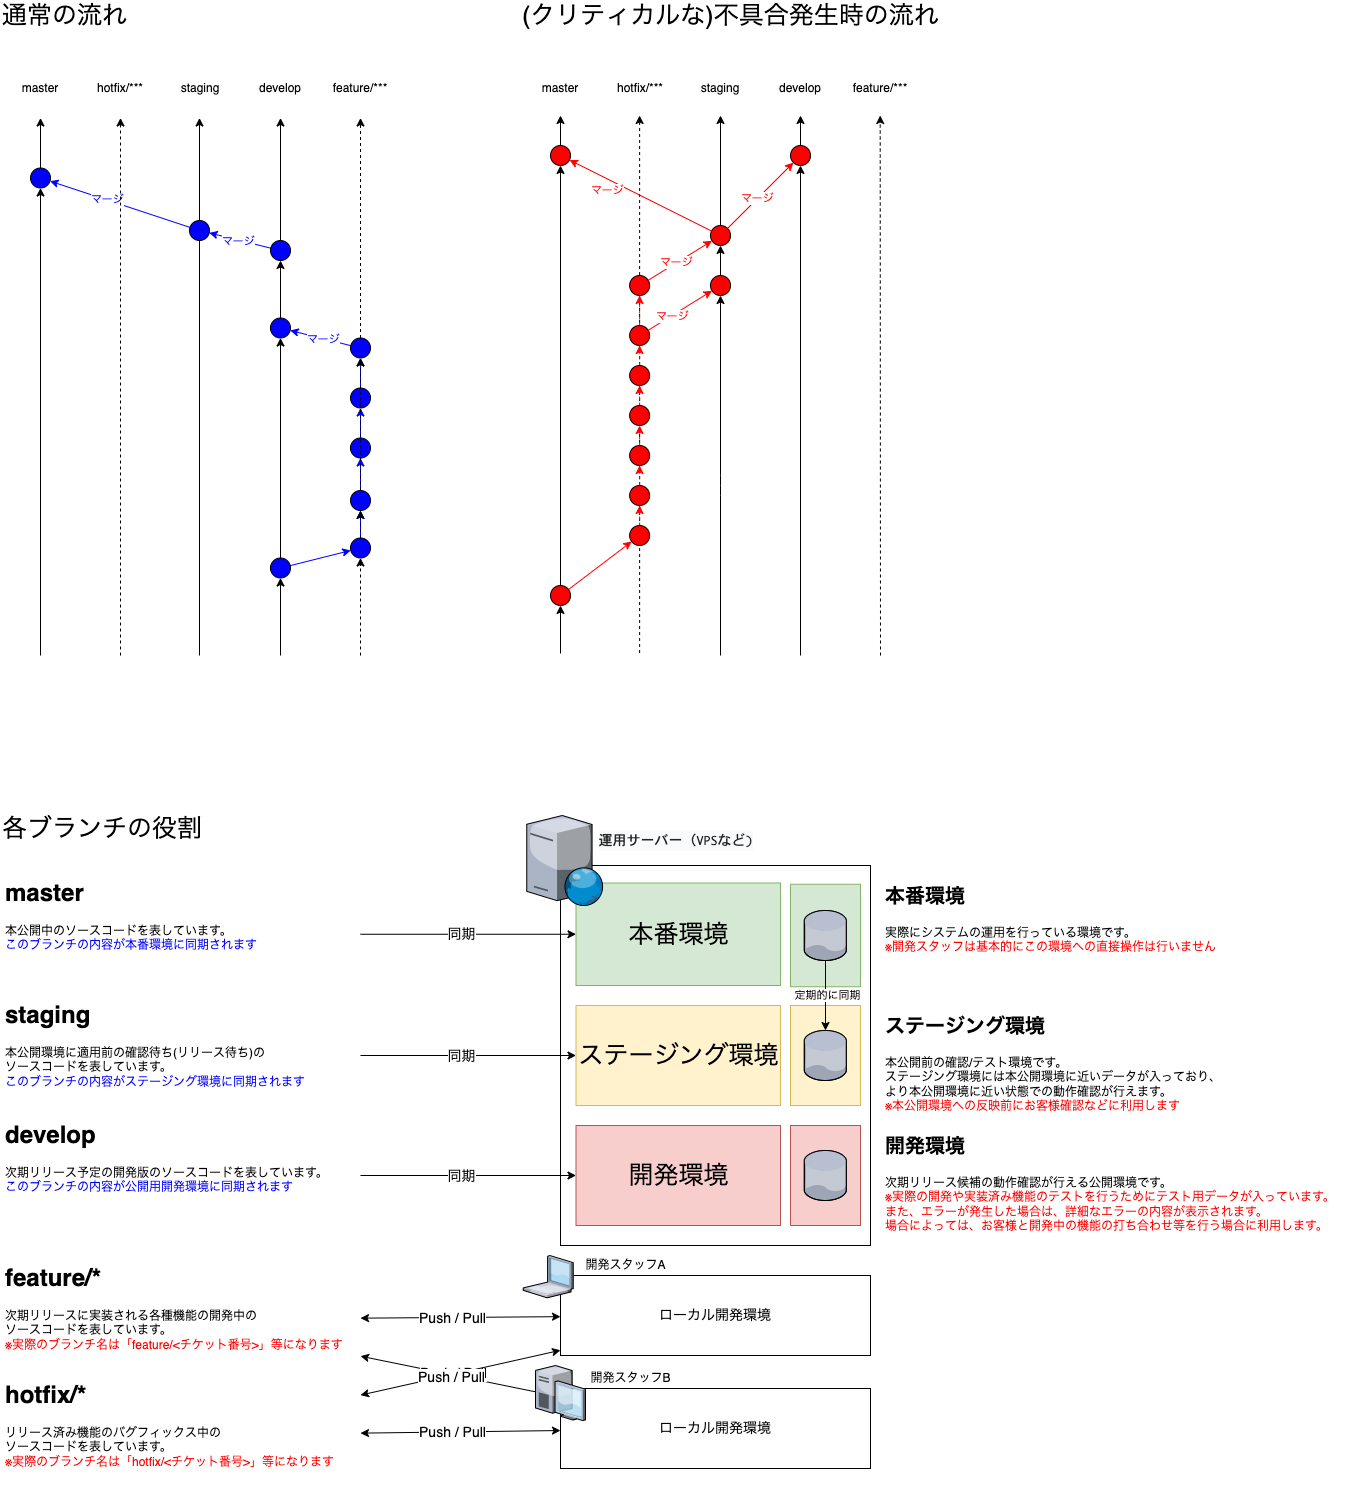 通常の流れ
(クリティカルな)不具合発生時の流れ
master
hotfix/***
staging
develop
feature/***
master
hotfix/***
staging
develop
feature/***
マージ
マージ
マージ
マージ
マージ
マージ
マージ
各ブランチの役割
運用サーバー（VPSなど）
master
本公開中のソースコードを表しています。
このブランチの内容が本番環境に同期されます
同期
本番環境
本番環境
実際にシステムの運用を行っている環境です。
※開発スタッフは基本的にこの環境への直接操作は行いません
定期的に同期
staging
本公開環境に適用前の確認待ち(リリース待ち)の
ソースコードを表しています。
このブランチの内容がステージング環境に同期されます
同期
ステージング環境
ステージング環境
本公開前の確認/テスト環境です。
ステージング環境には本公開環境に近いデータが入っており、
より本公開環境に近い状態での動作確認が行えます。
※本公開環境への反映前にお客様確認などに利用します
develop
次期リリース予定の開発版のソースコードを表しています。
このブランチの内容が公開用開発環境に同期されます
同期
開発環境
開発環境
次期リリース候補の動作確認が行える公開環境です。
※実際の開発や実装済み機能のテストを行うためにテスト用データが入っています。
また、エラーが発生した場合は、詳細なエラーの内容が表示されます。
場合によっては、お客様と開発中の機能の打ち合わせ等を行う場合に利用します。
feature/*
次期リリースに実装される各種機能の開発中の
ソースコードを表しています。
※実際のブランチ名は「feature/<チケット番号>」等になります
開発スタッフA
Push / Pull
ローカル開発環境
Push / Pull
hotfix/*
リリース済み機能のバグフィックス中の
ソースコードを表しています。
※実際のブランチ名は「hotfix/<チケット番号>」等になります
開発スタッフB
Push / Pull
ローカル開発環境